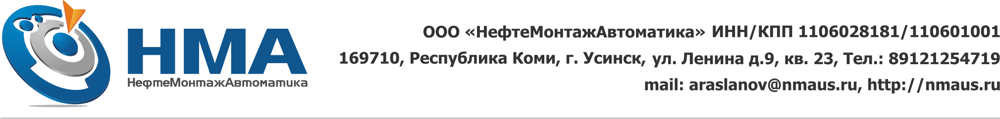 НМА
НефтеМонтажАвтоматика
ООО «НефтеМонтажАвтоматика» ИНН/КПП 1106028181/110601001
169710, Республика Коми, г. Усинск, ул. Ленина д.9, кв. 23, Тел.: 89121254719
mail: araslanov@nmaus.ru, http://nmaus.ru